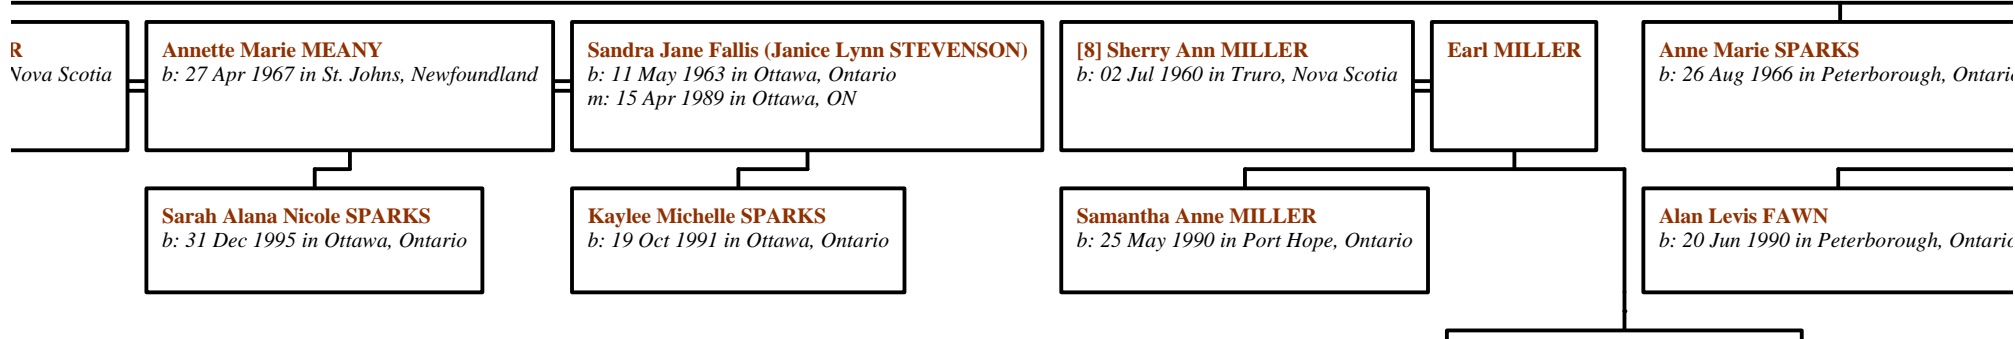 R
Nova Scotia
Annette Marie MEANY
b: 27 Apr 1967 in St. Johns, Newfoundland
Sandra Jane Fallis (Janice Lynn STEVENSON)
b: 11 May 1963 in Ottawa, Ontario
m: 15 Apr 1989 in Ottawa, ON
[8] Sherry Ann MILLER
b: 02 Jul 1960 in Truro, Nova Scotia
Earl MILLER
Anne Marie SPARKS
b: 26 Aug 1966 in Peterborough, Ontario
Sarah Alana Nicole SPARKS
b: 31 Dec 1995 in Ottawa, Ontario
Kaylee Michelle SPARKS
b: 19 Oct 1991 in Ottawa, Ontario
Samantha Anne MILLER
b: 25 May 1990 in Port Hope, Ontario
Alan Levis FAWN
b: 20 Jun 1990 in Peterborough, Ontario